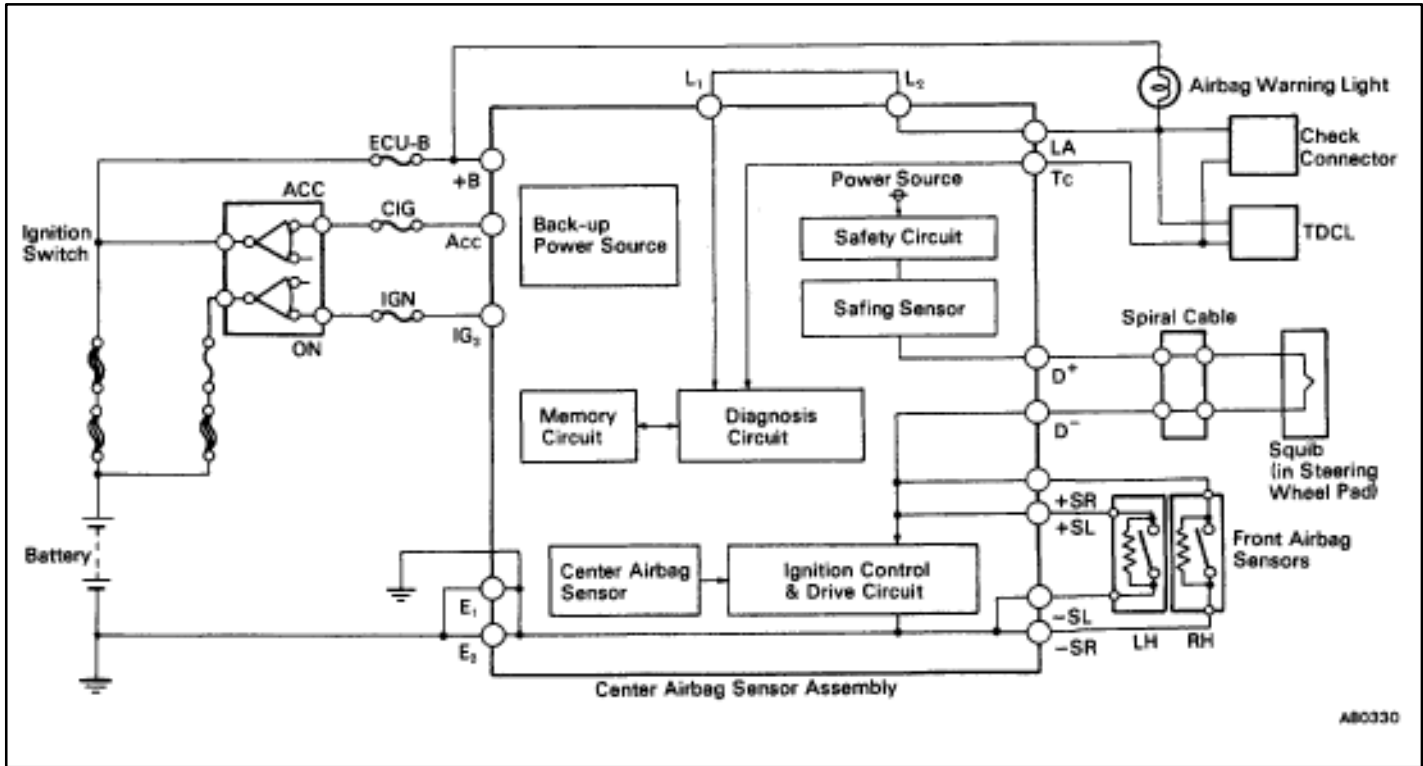 L₁
L₂
Airbag Warning Light
ECU-B
+B
LA
Tc
Check
Connector
ACC
CIG
Acc
Power Source
Ignition
Switch
Back-up
Power Source
Safety Circuit
TDCL
IGN
IG₂
ON
Safing Sensor
Spiral Cable
D⁺
Memory
Circuit
Diagnosis
Circuit
D⁻
Squib
(in Steering
Wheel Pad)
+SR
+SL
Front Airbag
Sensors
Battery
Center Airbag
Sensor
Ignition Control
& Drive Circuit
E₁
E₂
−SL
−SR
LH
RH
Center Airbag Sensor Assembly
A80330